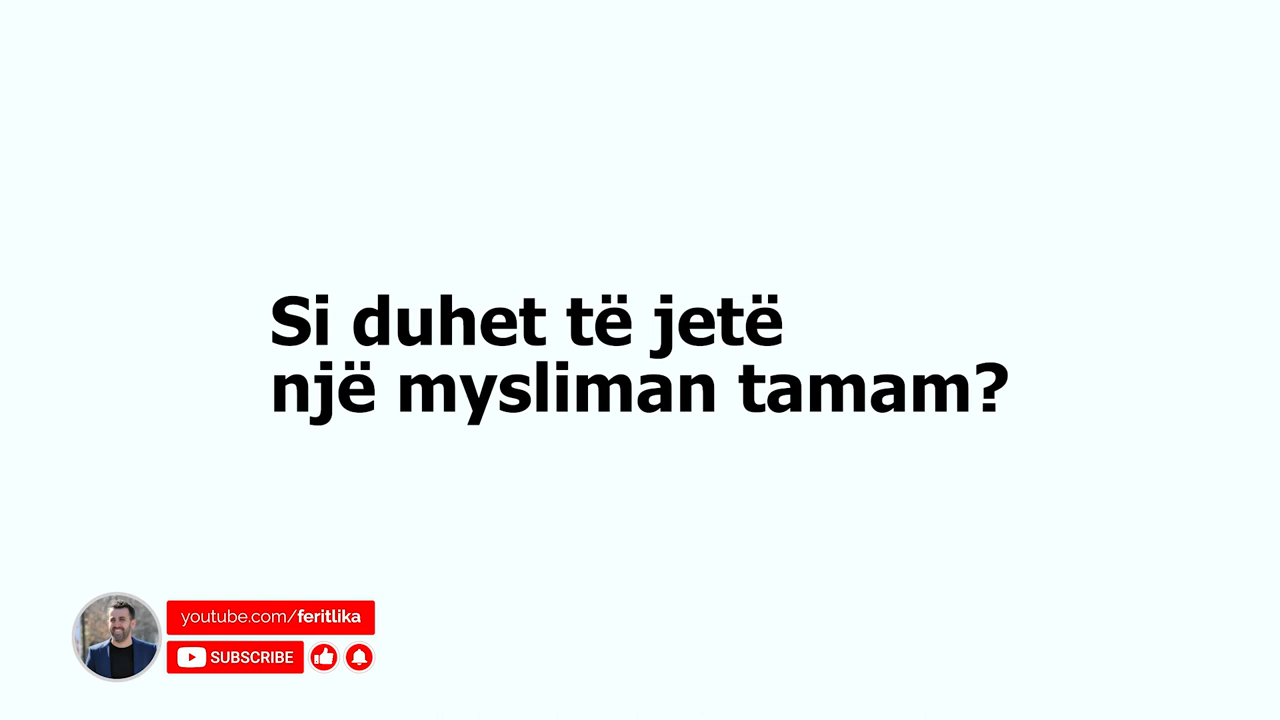 Si duhet të jetë
një mysliman tamam?
youtube.com/feritlika
SUBSCRIBE